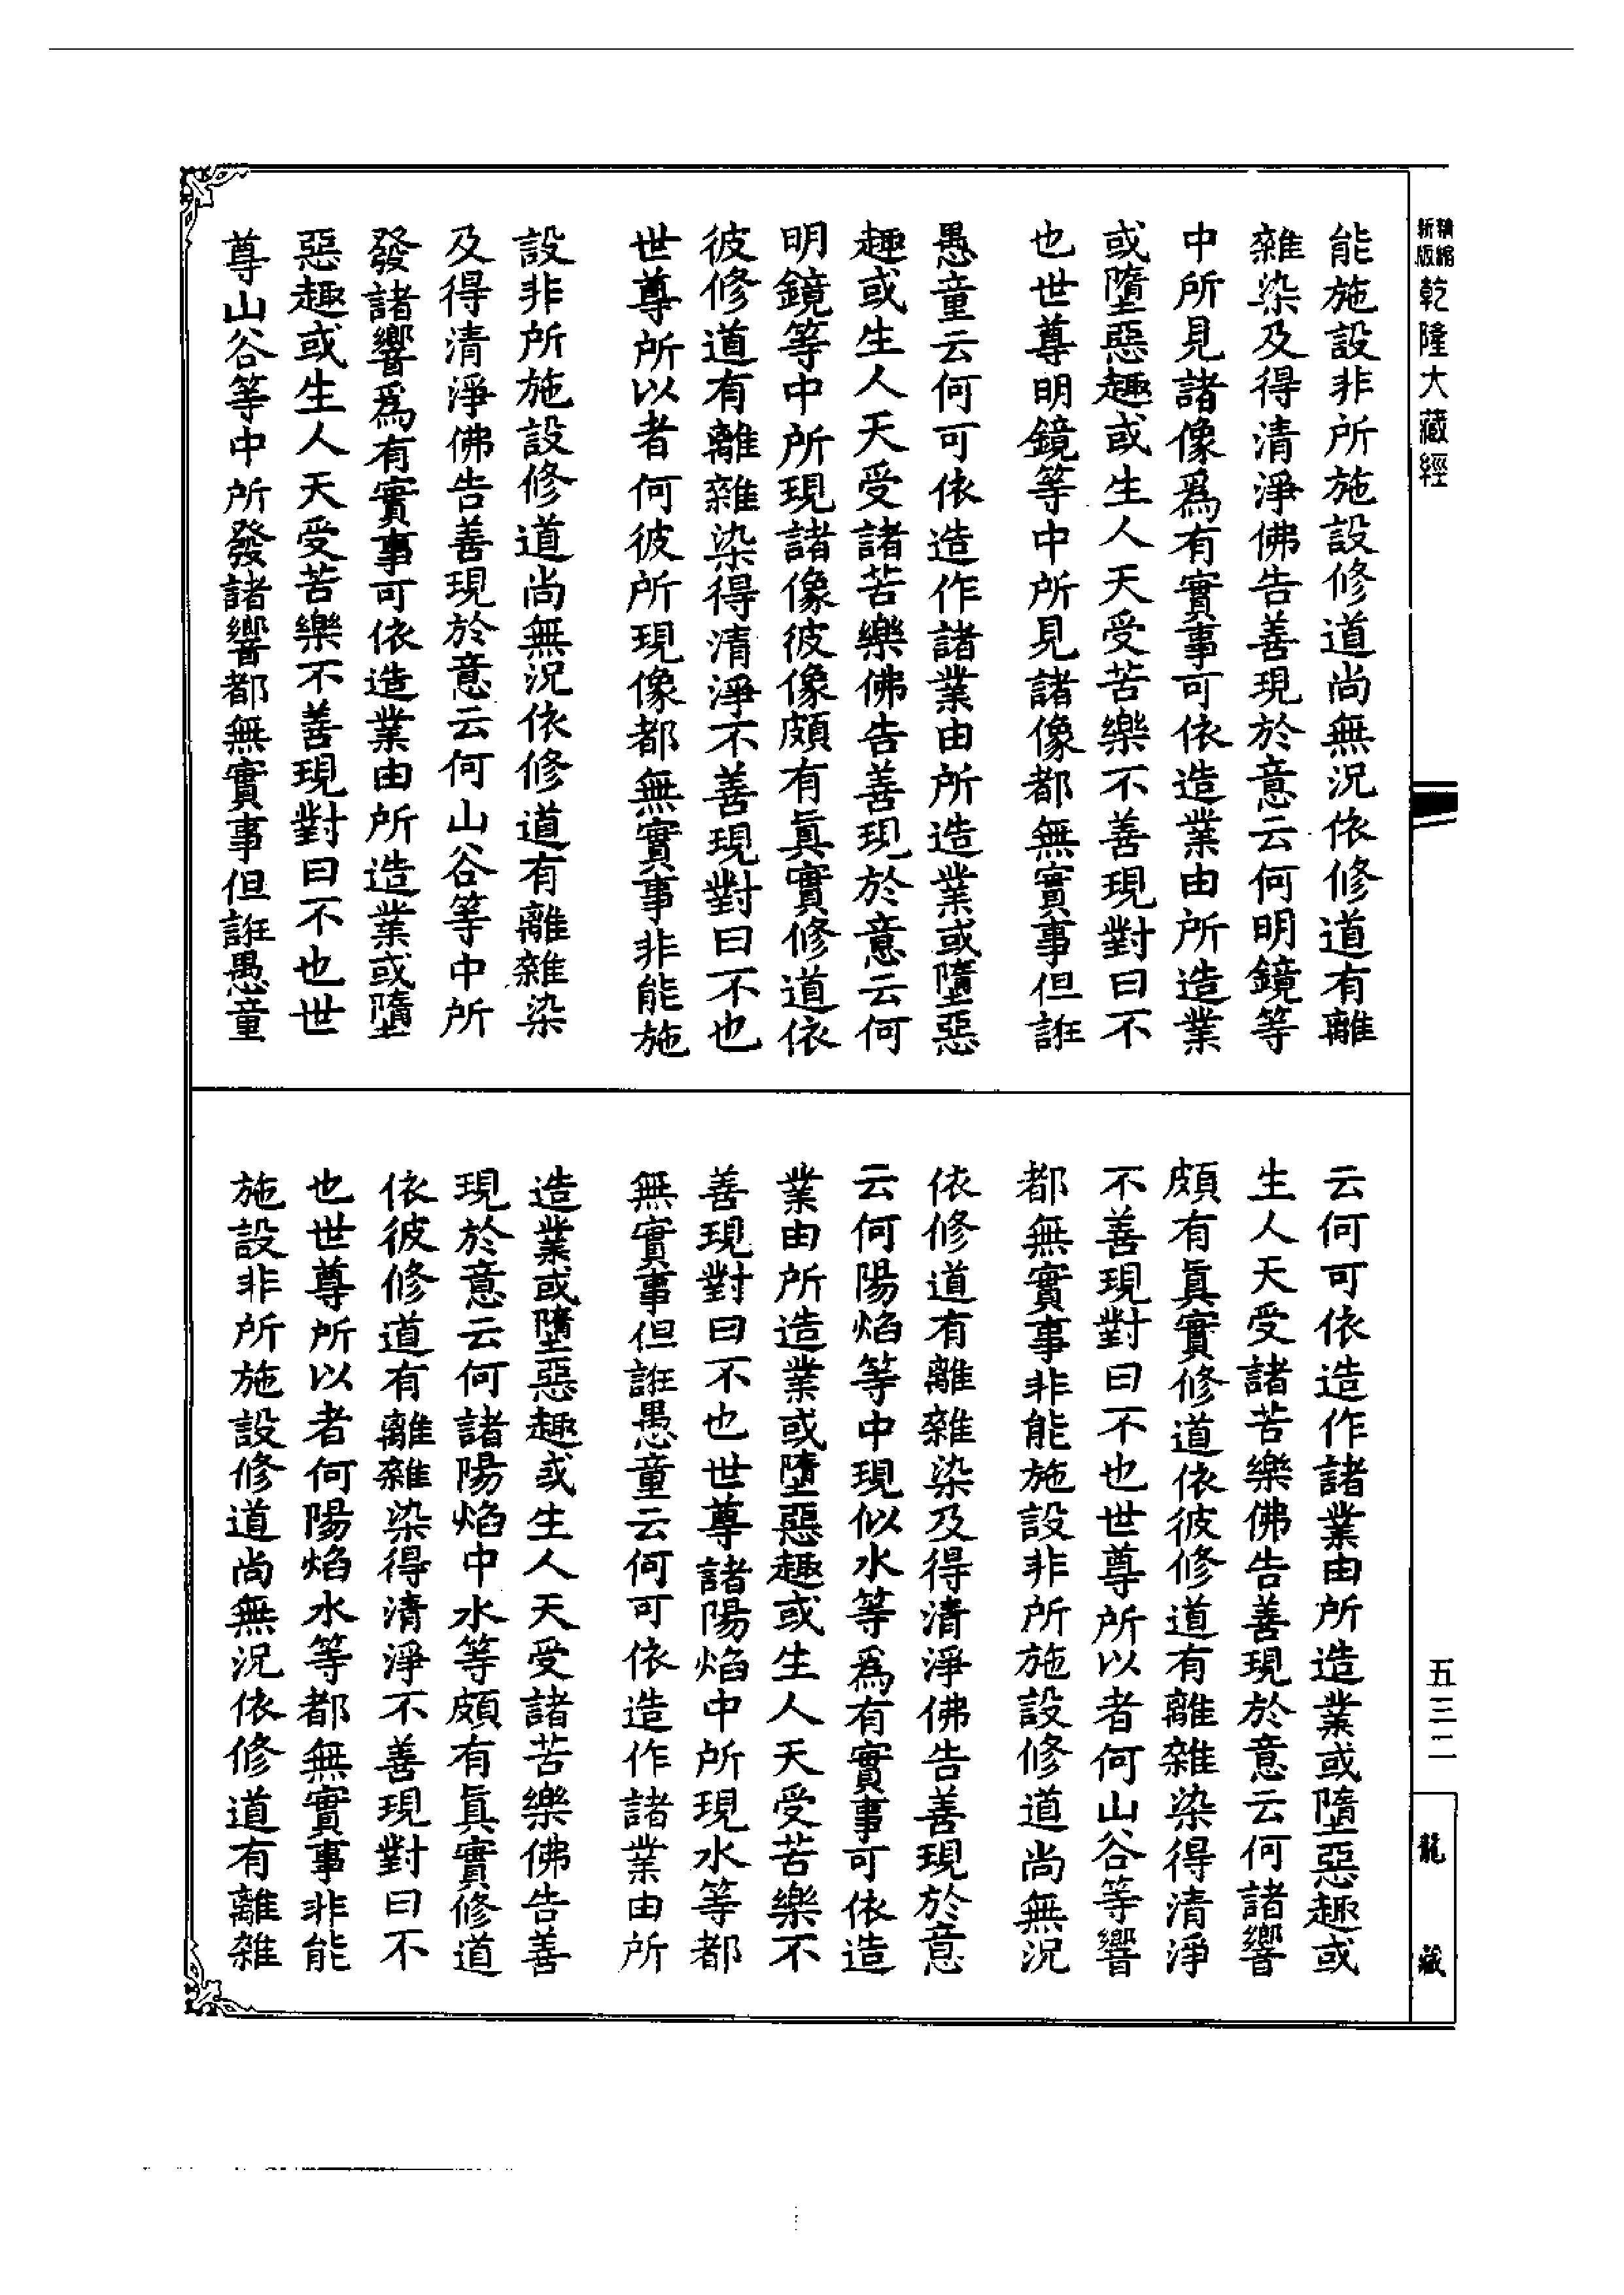 新編
新版
乾隆大藏經
能施設非所施設修道尚無況依修道有離
雜染及得清淨佛告善現於意云何明鏡等
中所見諸像爲有實事可依造業由所造業
或墮惡趣或生人天受苦樂不善現對曰不
也世尊明鏡等中所見諸像都無實事但誑
愚童云何可依造作諸業由所造業或墮惡
趣或生人天受諸苦樂佛告善現於意云何
明鏡等中所現諸像彼像頗有眞實修道依
彼修道有離雜染得清淨不善現對曰不也
世尊所以者何彼所現像都無實事非能施
設非所施設修道尚無況依修道有離雜染
及得清淨佛告善現於意云何山谷等中所
發諸響爲有實事可依造業由所造業或墮
惡趣或生人天受苦樂不善現對曰不也世
尊山谷等中所發諸響都無實事但誑愚童
云何可依造作諸業由所造業或墮惡趣或
生人天受諸苦樂佛告善現於意云何諸響
頗有眞實修道依彼修道有離雜染得清淨
不善現對曰不也世尊所以者何山谷等響
都無實事非能施設非所施設修道尚無況
依修道有離雜染及得清淨佛告善現於意
云何陽焰等中現似水等爲有實事可依造
業由所造業或墮惡趣或生人天受苦樂不
善現對曰不也世尊諸陽焰中所現水等都
無實事但誑愚童云何可依造作諸業由所
造業或墮惡趣或生人天受諸苦樂佛告善
現於意云何諸陽焰中水等頗有眞實修道
依彼修道有離雜染得清淨不善現對曰不
也世尊所以者何陽焰水等都無實事非能
施設非所施設修道尚無況依修道有離雜
五三二
龍藏